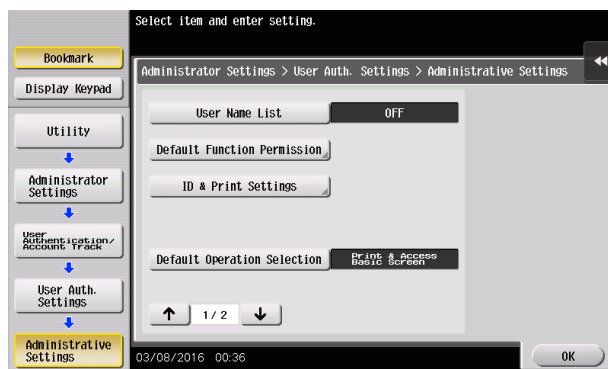 Select item and enter setting.
Bookmark
Display Keypad
Utility
Administrator
Settings
User
Authentication/
Account Track
User Auth.
Settings
Administrative
Settings
Administrator Settings > User Auth. Settings > Administrative Settings
User Name List
OFF
Default Function Permission
ID & Print Settings
Default Operation Selection
Print & Access
Basic Screen
↑ 1/ 2 ↓
03/08/2016 00:36
OK